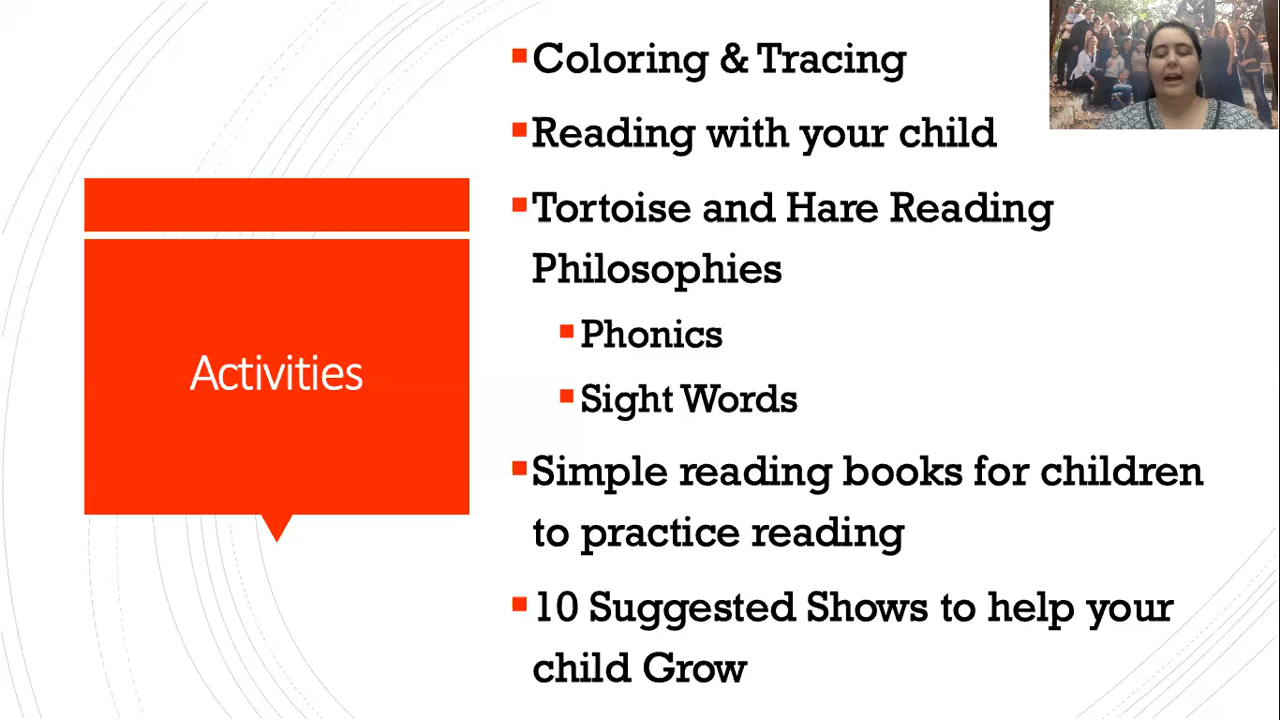 Activities
Coloring & Tracing
Reading with your child
Tortoise and Hare Reading
Philosophies
Phonics
Sight Words
Simple reading books for children
to practice reading
10 Suggested Shows to help your
child Grow